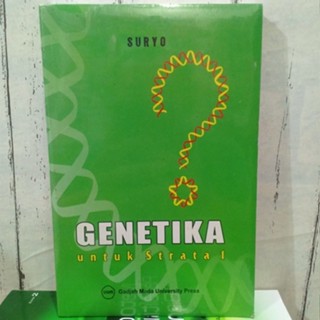 SURYO
GENETIKA
untuk Strata I
Gadjah Mada University Press